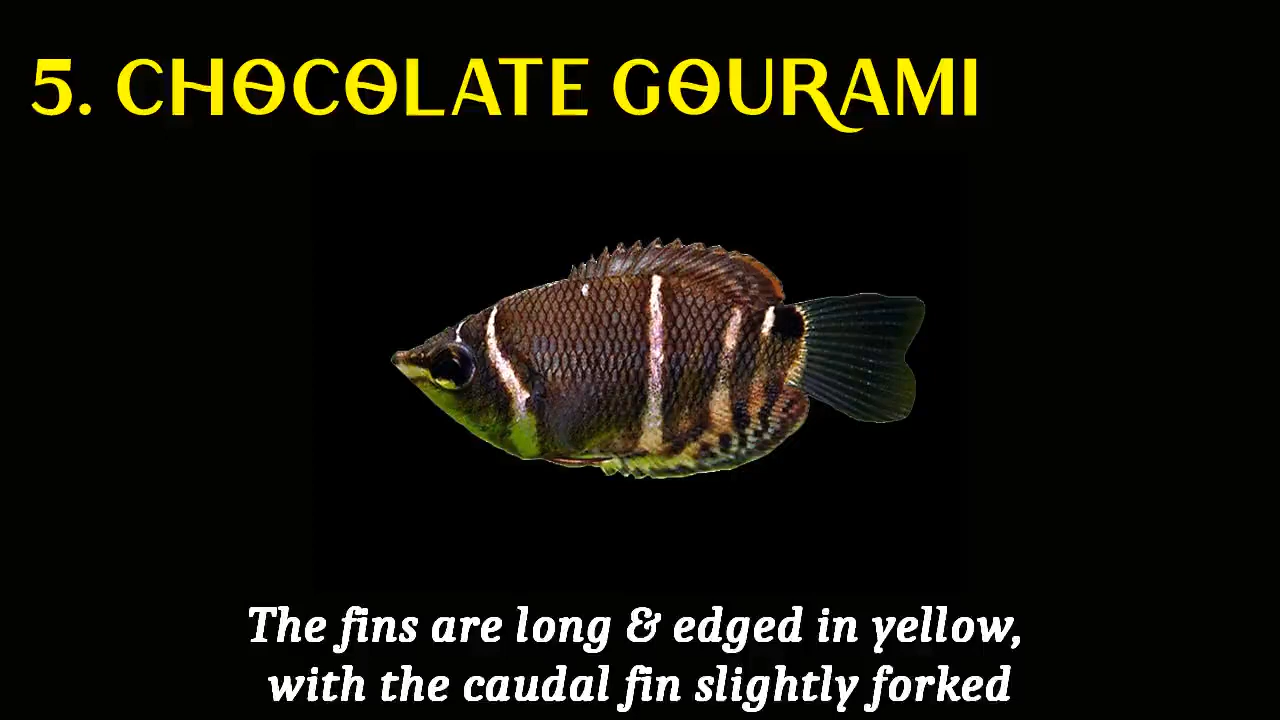 5. CHOCOLATE GOURAMI
The fins are long & edged in yellow,
with the caudal fin slightly forked